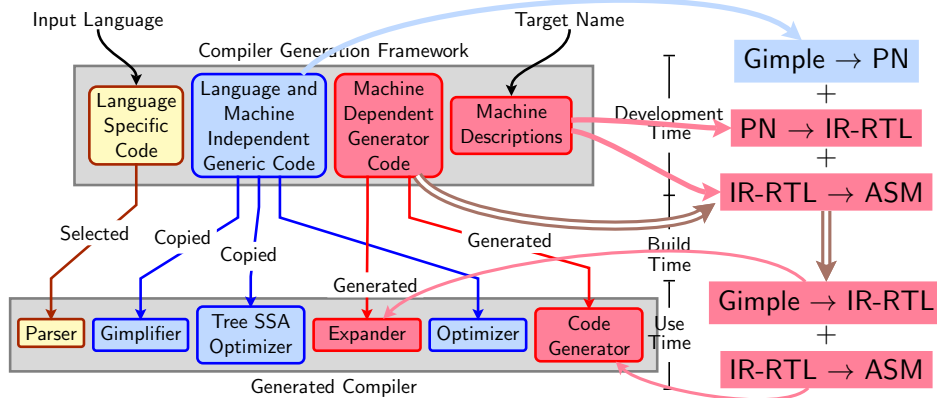 Input Language
Target Name
Compiler Generation Framework
Language
Specific
Code
Language and
Machine
Independent
Generic Code
Machine
Dependent
Generator
Code
Machine
Descriptions
Development
Time
Gimple → PN
+
PN → IR-RTL
+
IR-RTL → ASM
Selected
Copied
Copied
Generated
Generated
Build
Time
Parser
Gimplifier
Tree SSA
Optimizer
Expander
Optimizer
Code
Generator
Use
Time
Generated Compiler
Gimple → IR-RTL
+
IR-RTL → ASM